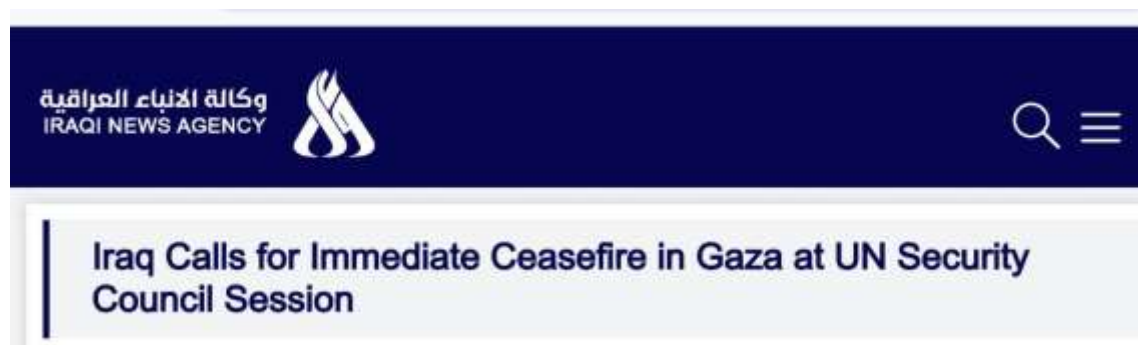 وكالة الانباء العراقية
IRAQI NEWS AGENCY
Iraq Calls for Immediate Ceasefire in Gaza at UN Security
Council Session